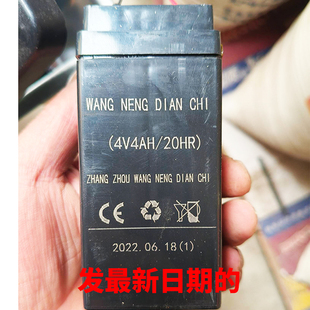 WANG NENG DIAN CHI
(4V4AH/20HR)
ZHANG ZHOU WANG NENG DIAN CHI
CE
2022.06.18(1)
发最新日期的